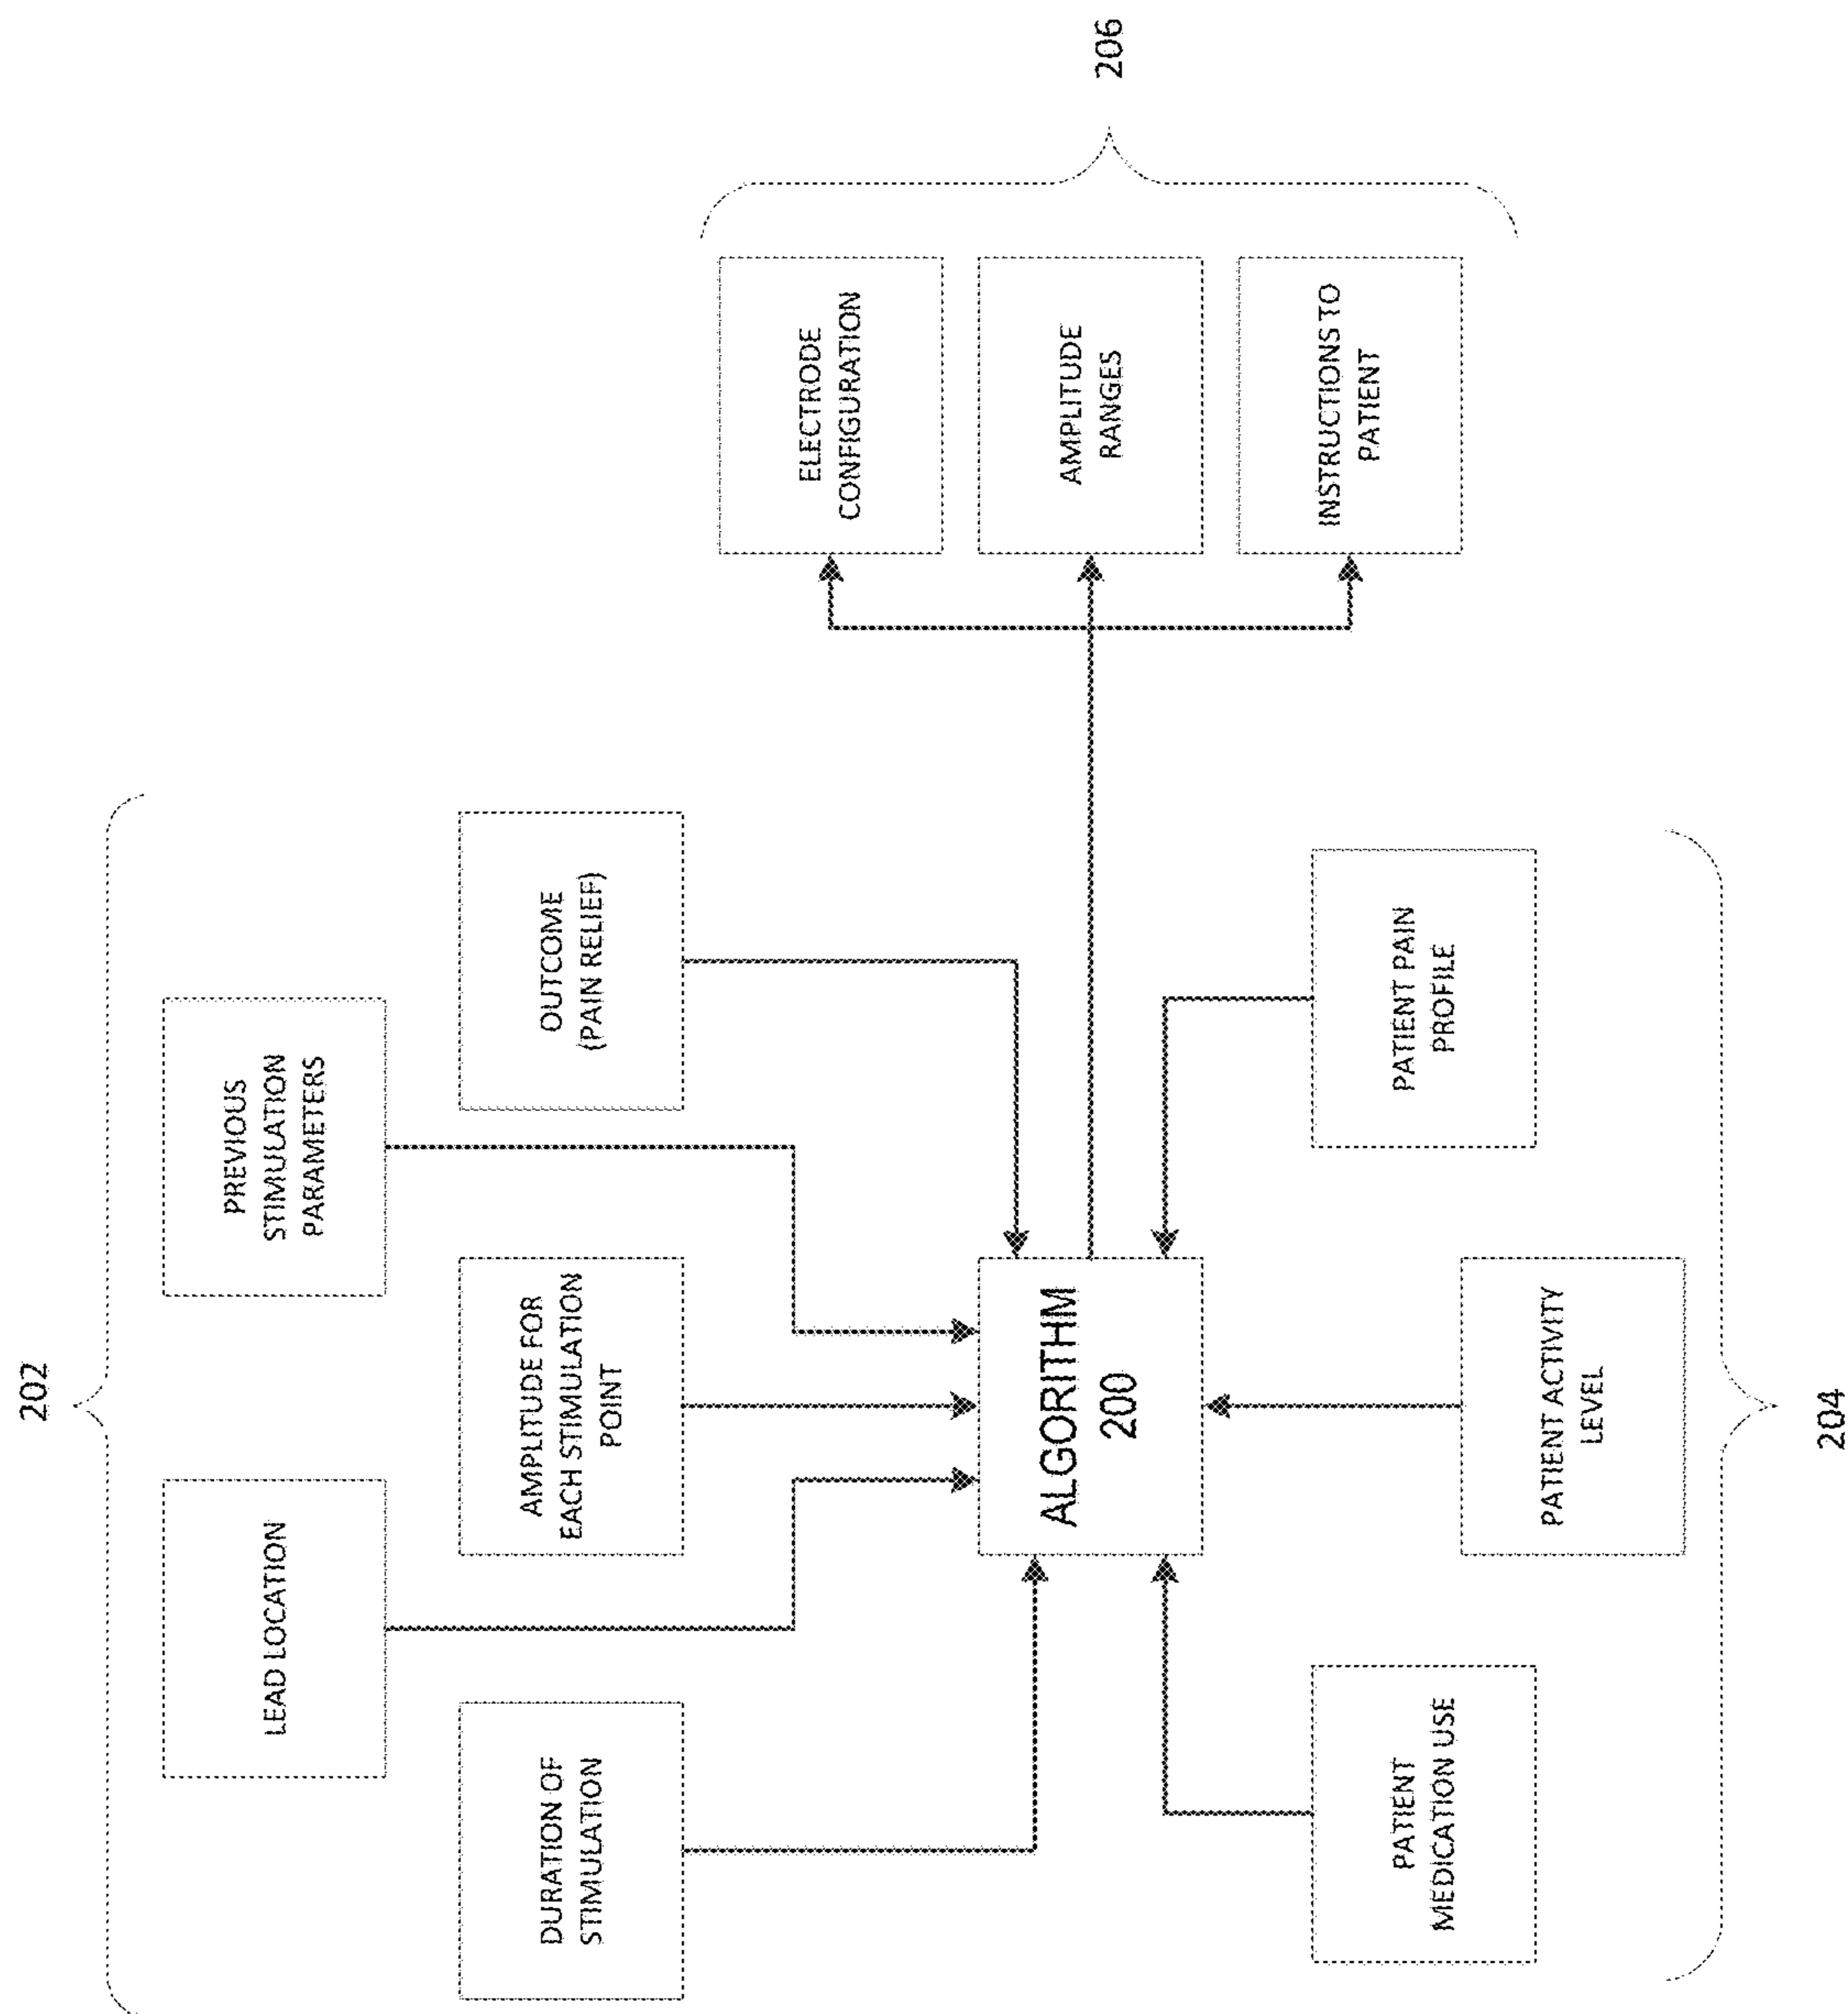 202
LEAD LOCATION
PREVIOUS
STIMULATION
PARAMETERS
DURATION OF
STIMULATION
AMPLITUDE FOR
EACH STIMULATION
POINT
OUTCOME
(PAIN RELIEF)
206
ELECTRODE
CONFIGURATION
ALGORITHM
200
AMPLITUDE
RANGES
INSTRUCTIONS TO
PATIENT
PATIENT
MEDICATION USE
PATIENT ACTIVITY
LEVEL
PATIENT PAIN
PROFILE
204